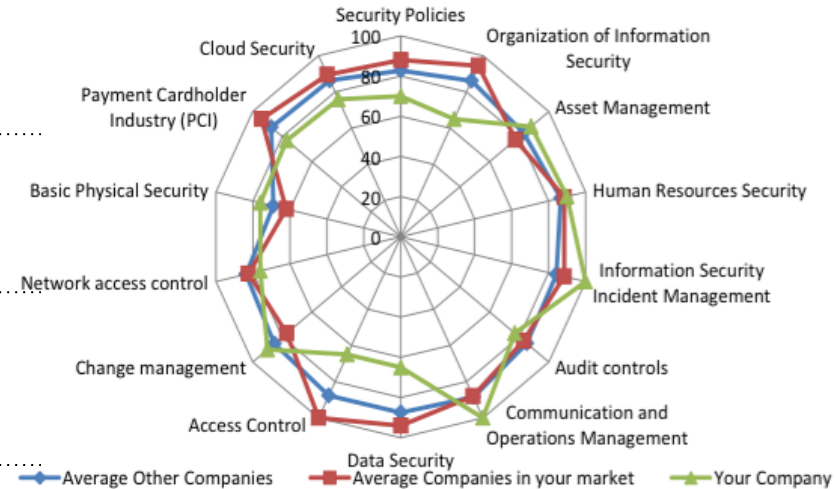 Security Policies
Organization of Information
Security
Asset Management
Human Resources Security
Information Security
Incident Management
Audit controls
Communication and
Operations Management
Data Security
Access Control
Change management
Network access control
Basic Physical Security
Payment Cardholder
Industry (PCI)
Cloud Security
100
80
60
40
20
0
Average Other Companies
Average Companies in your market
Your Company